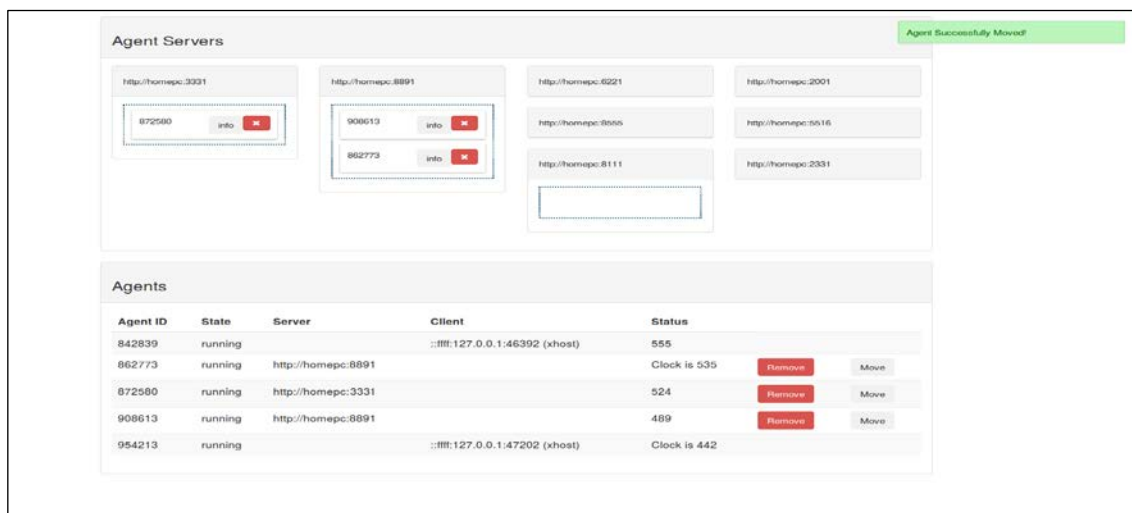 Agent Servers
Agent Successfully Moved!
http://homepc:3331
http://homepc:8891
http://homepc:6221
http://homepc:2001
872580 info ✖
908613 info ✖
http://homepc:8555
http://homepc:5516
862773 info ✖
http://homepc:8111
http://homepc:2331
Agents
Agent ID State Server Client Status
842839 running ::ffff:127.0.0.1:46392 (xhost) 555
862773 running http://homepc:8891 Clock is 535 Remove Move
872580 running http://homepc:3331 524 Remove Move
908613 running http://homepc:8891 489 Remove Move
954213 running ::ffff:127.0.0.1:47202 (xhost) Clock is 442